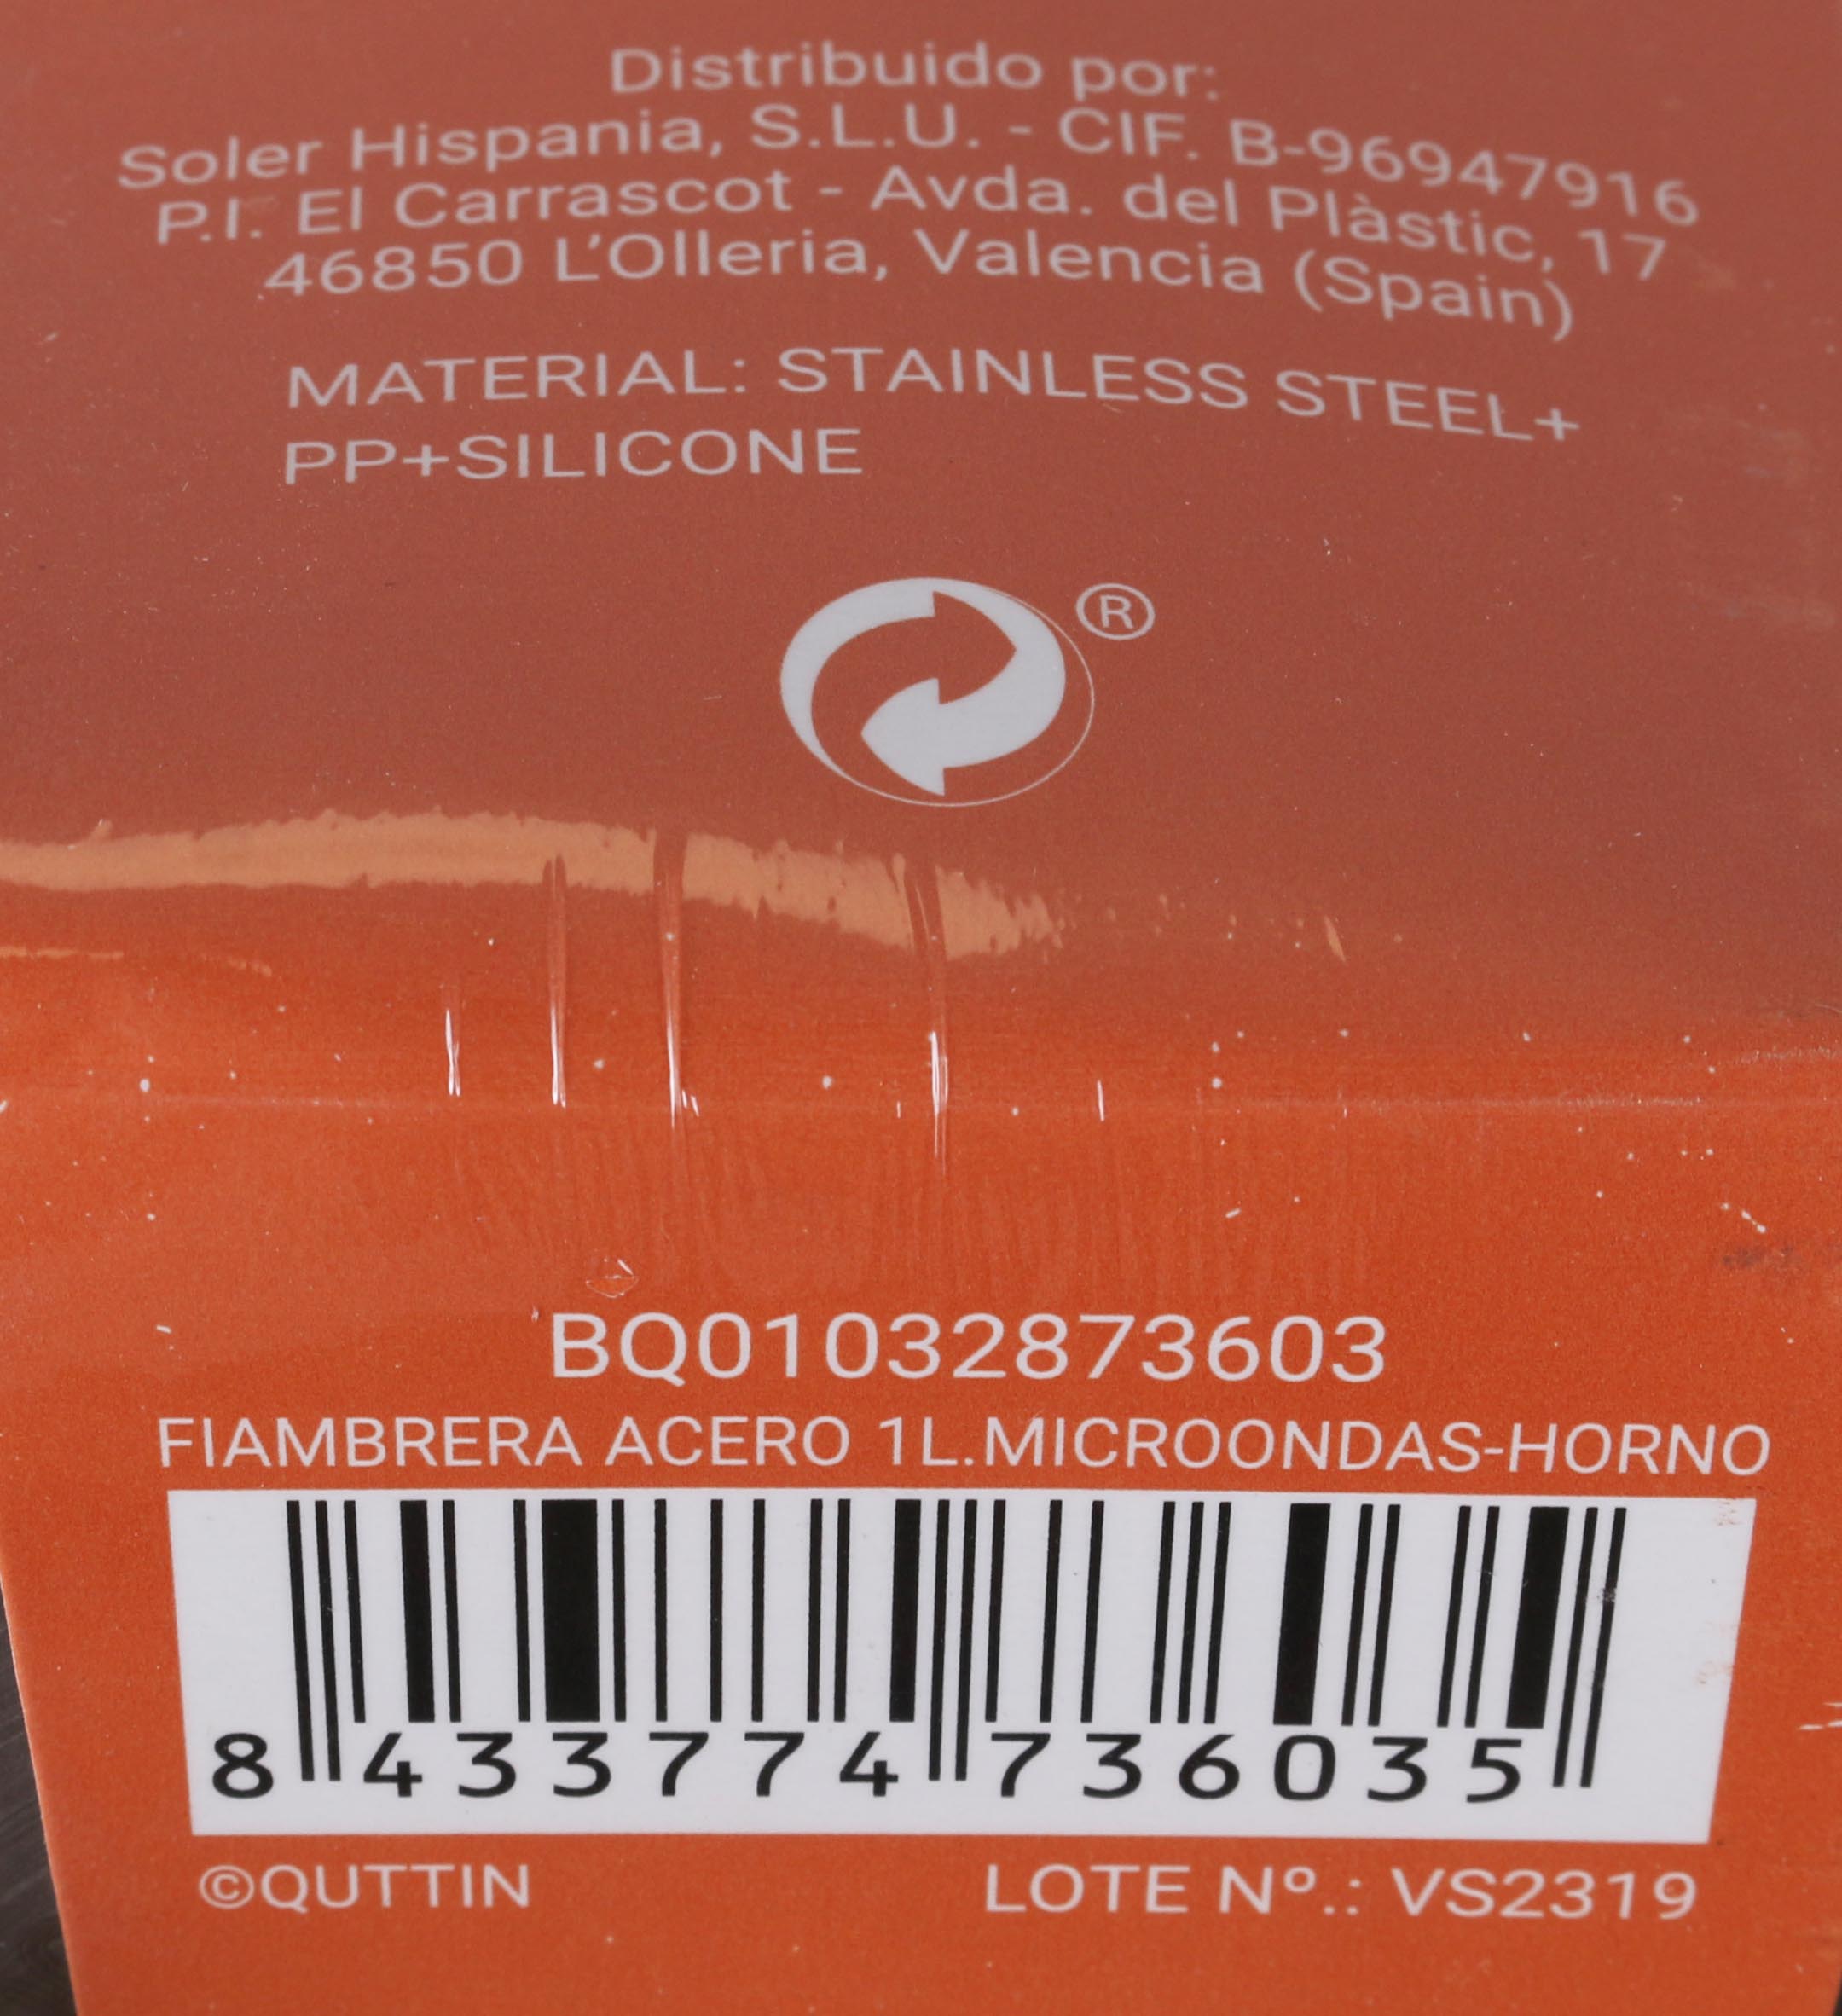 Distribuido por:
Soler Hispania, S.L.U. - CIF. B-96947916
P.I. El Carrascot - Avda. del Plàstic, 17
46850 L'Olleria, Valencia (Spain)
MATERIAL: STAINLESS STEEL+
PP+SILICONE
®
BQ01032873603
FIAMBRERA ACERO 1L.MICROONDAS-HORNO
8 433774 736035
©QUTTIN
LOTE Nº.: VS2319